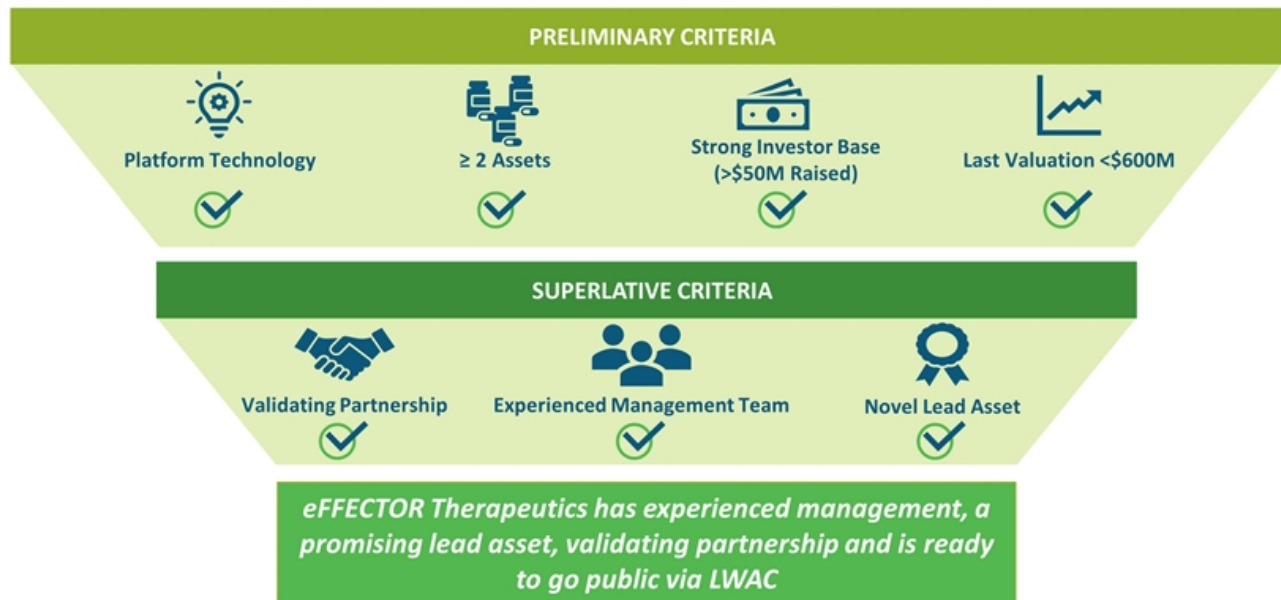 PRELIMINARY CRITERIA
Platform Technology
≥ 2 Assets
Strong Investor Base
(>$50M Raised)
Last Valuation <$600M
SUPERLATIVE CRITERIA
Validating Partnership
Experienced Management Team
Novel Lead Asset
eFFECTOR Therapeutics has experienced management, a
promising lead asset, validating partnership and is ready
to go public via LWAC